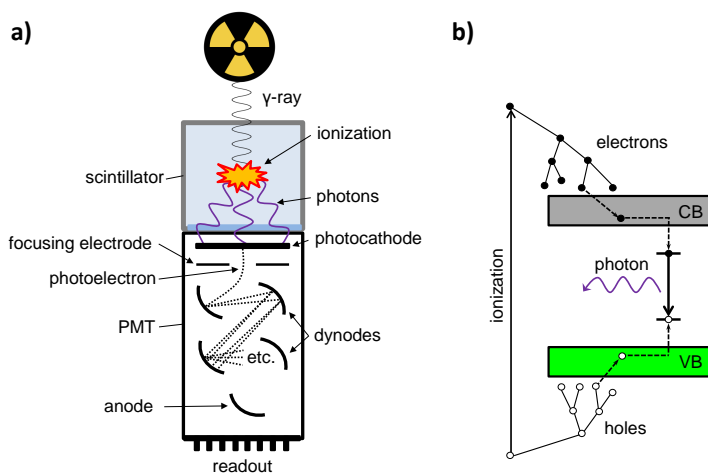 a)
γ-ray
ionization
scintillator
photons
photocathode
focusing electrode
photoelectron
PMT
dynodes
etc.
anode
readout
b)
electrons
CB
photon
ionization
VB
holes